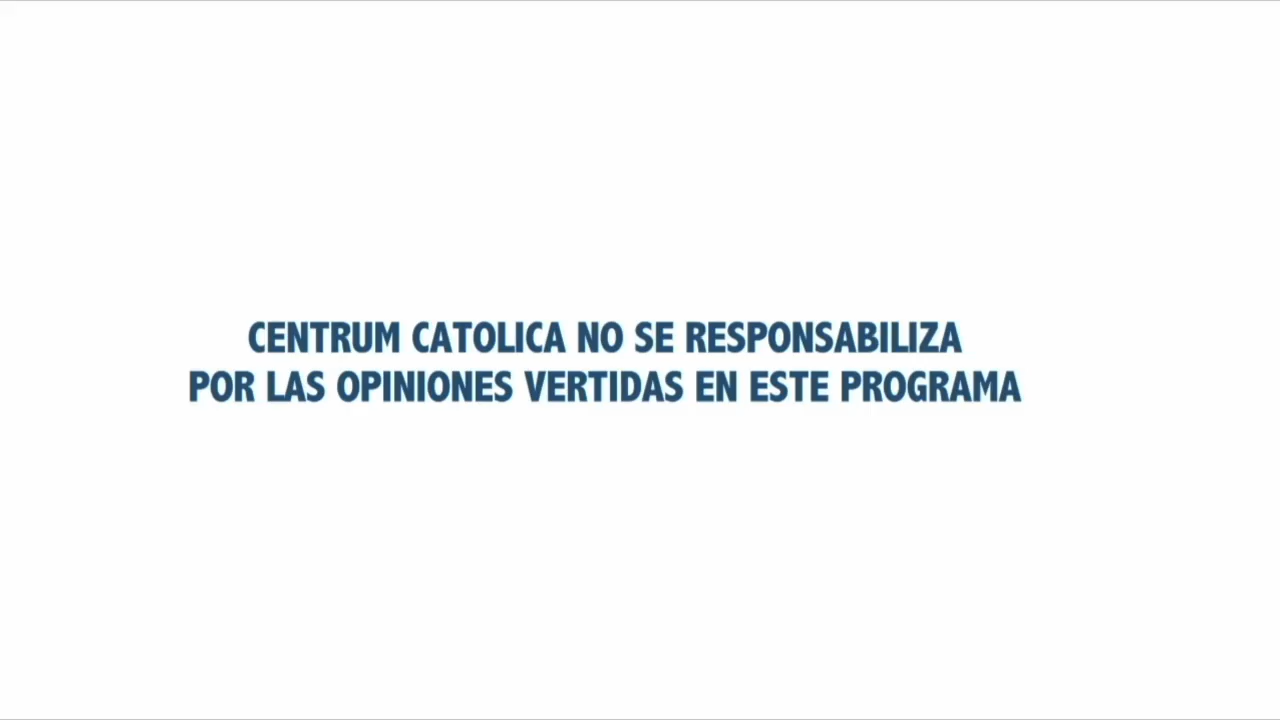 CENTRUM CATOLICA NO SE RESPONSABILIZA
POR LAS OPINIONES VERTIDAS EN ESTE PROGRAMA